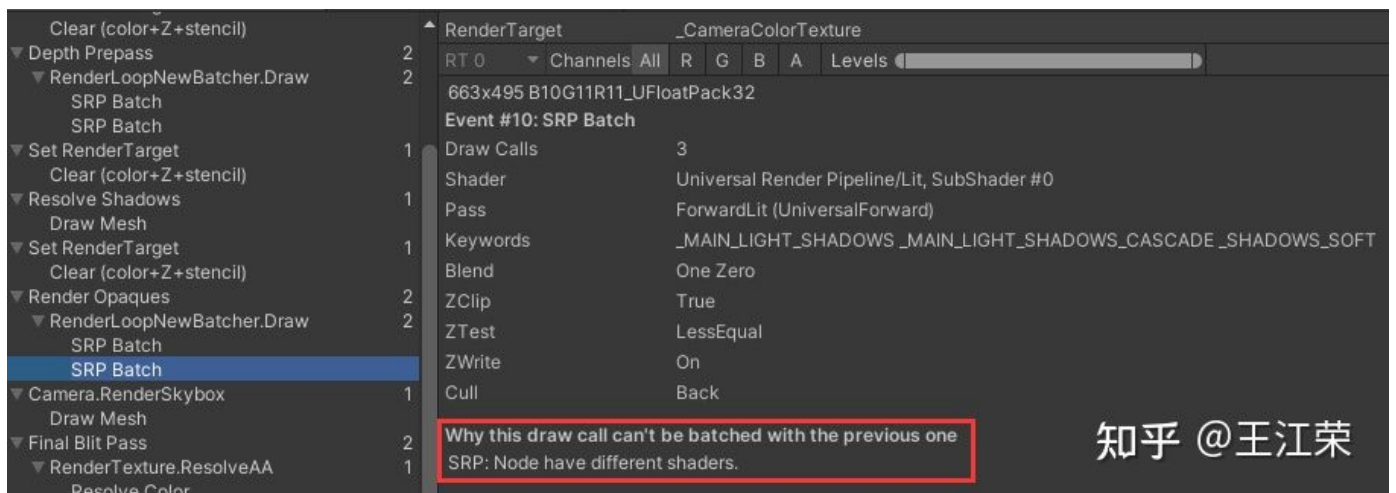 Clear (color+Z+stencil)
Depth Prepass 2
RenderLoopNewBatcher.Draw 2
SRP Batch
SRP Batch
Set RenderTarget 1
Clear (color+Z+stencil)
Resolve Shadows 1
Draw Mesh
Set RenderTarget 1
Clear (color+Z+stencil)
Render Opaques 2
RenderLoopNewBatcher.Draw 2
SRP Batch
SRP Batch
Camera.RenderSkybox 1
Draw Mesh
Final Blit Pass 2
RenderTexture.ResolveAA 1
Resolve Color
RenderTarget _CameraColorTexture
RT 0 Channels All R G B A Levels
663x495 B10G11R11_UFloatPack32
Event #10: SRP Batch
Draw Calls 3
Shader Universal Render Pipeline/Lit, SubShader #0
Pass ForwardLit (UniversalForward)
Keywords _MAIN_LIGHT_SHADOWS _MAIN_LIGHT_SHADOWS_CASCADE _SHADOWS_SOFT
Blend One Zero
ZClip True
ZTest LessEqual
ZWrite On
Cull Back
Why this draw call can't be batched with the previous one
SRP: Node have different shaders.
知乎 @王江荣